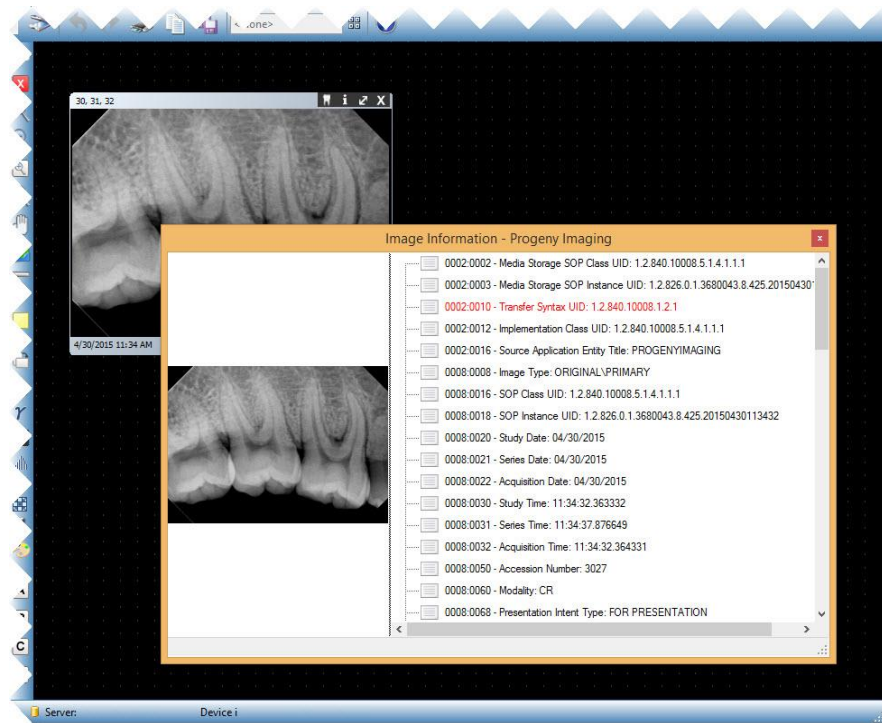 < .one>
30, 31, 32
i
X
4/30/2015 11:34 AM
Image Information - Progeny Imaging
0002:0002 - Media Storage SOP Class UID: 1.2.840.10008.5.1.4.1.1.1
0002:0003 - Media Storage SOP Instance UID: 1.2.826.0.1.3680043.8.425.20150430
0002:0010 - Transfer Syntax UID: 1.2.840.10008.1.2.1
0002:0012 - Implementation Class UID: 1.2.840.10008.5.1.4.1.1.1
0002:0016 - Source Application Entity Title: PROGENYIMAGING
0008:0008 - Image Type: ORIGINAL\PRIMARY
0008:0016 - SOP Class UID: 1.2.840.10008.5.1.4.1.1.1
0008:0018 - SOP Instance UID: 1.2.826.0.1.3680043.8.425.20150430113432
0008:0020 - Study Date: 04/30/2015
0008:0021 - Series Date: 04/30/2015
0008:0022 - Acquisition Date: 04/30/2015
0008:0030 - Study Time: 11:34:32.363332
0008:0031 - Series Time: 11:34:37.876649
0008:0032 - Acquisition Time: 11:34:32.364331
0008:0050 - Accession Number: 3027
0008:0060 - Modality: CR
0008:0068 - Presentation Intent Type: FOR PRESENTATION
γ
C
Server: Device i